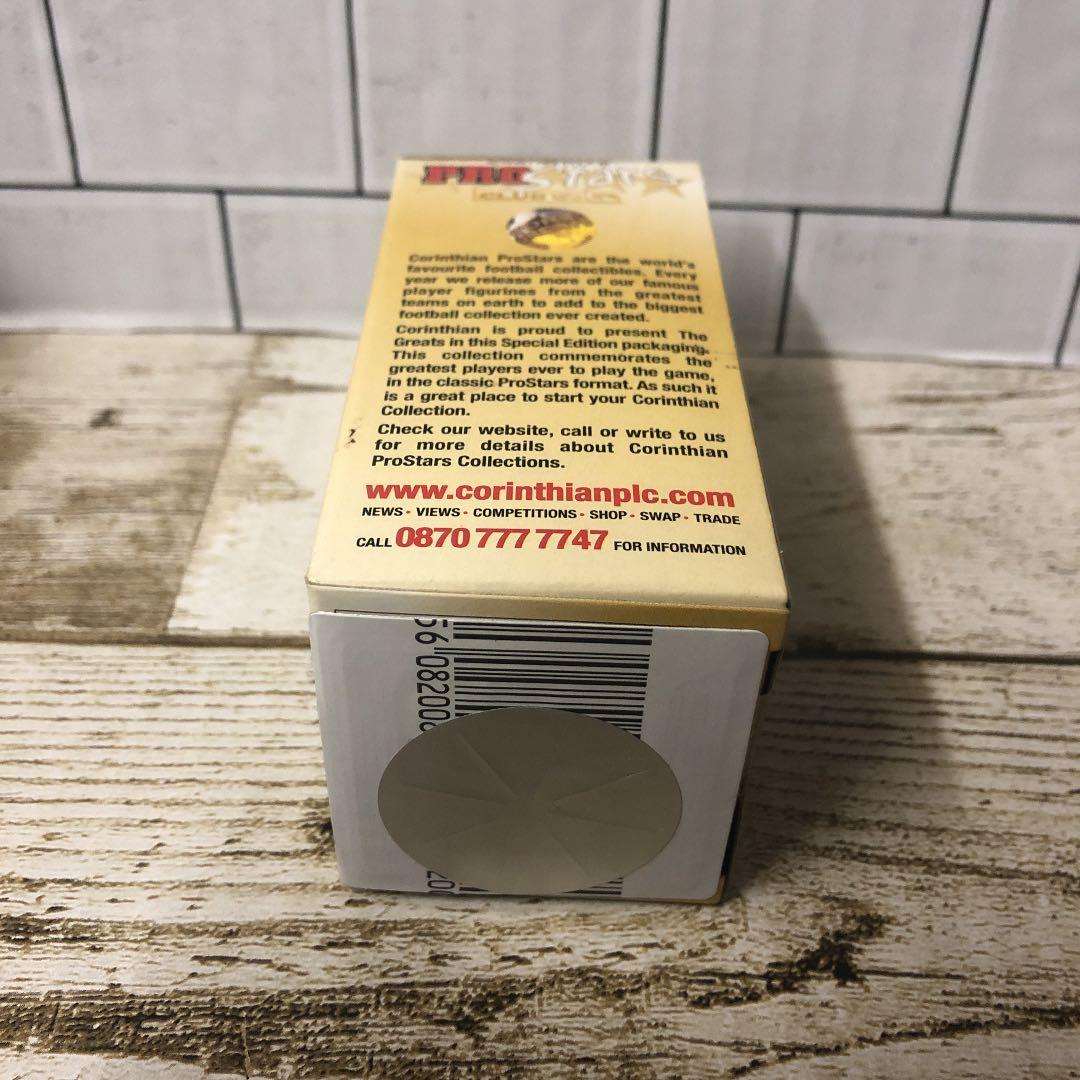 PROStars
CLUB GOLD
Corinthian ProStars are the world's
favourite football collectibles. Every
year we release more of our famous
player figurines from the greatest
teams on earth to add to the biggest
football collection ever created.
Corinthian is proud to present The
Greats in this Special Edition packaging.
This collection commemorates the
greatest players ever to play the game,
in the classic ProStars format. As such it
is a great place to start your Corinthian
Collection.
Check our website, call or write to us
for more details about Corinthian
ProStars Collections.
www.corinthianplc.com
NEWS • VIEWS • COMPETITIONS • SHOP • SWAP • TRADE
CALL 0870 777 7747 FOR INFORMATION
56 08200